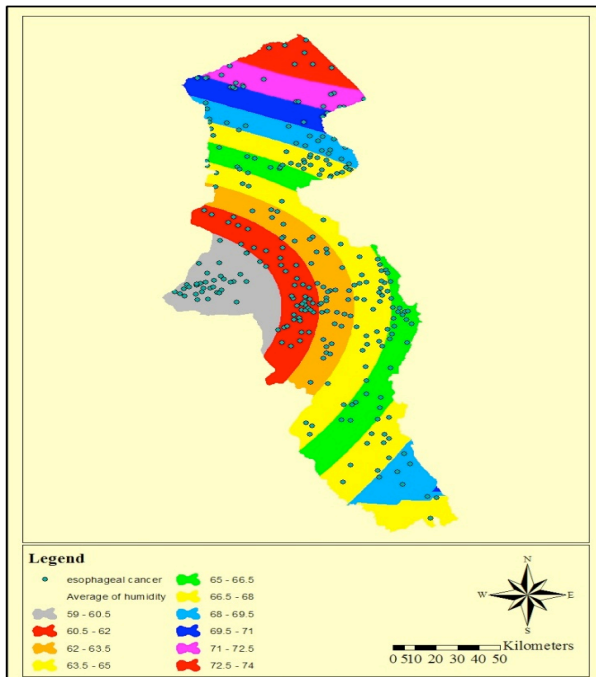 Legend
esophageal cancer
Average of humidity
59 - 60.5
60.5 - 62
62 - 63.5
63.5 - 65
65 - 66.5
66.5 - 68
68 - 69.5
69.5 - 71
71 - 72.5
72.5 - 74
N
W E
S
Kilometers
0 5 10 20 30 40 50